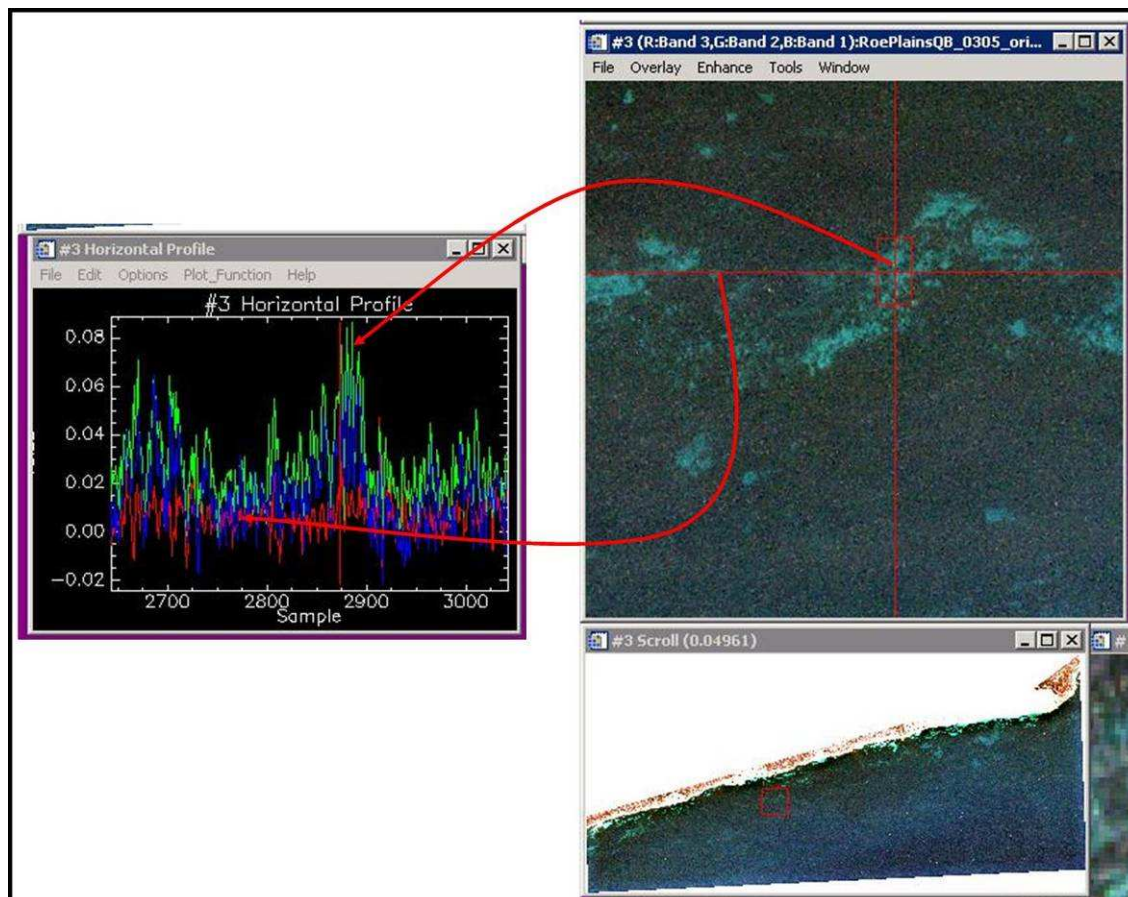 #3 (R:Band 3,G:Band 2,B:Band 1):RoePlainsQB_0305_ori...
File Overlay Enhance Tools Window
#3 Horizontal Profile
File Edit Options Plot_Function Help
#3 Horizontal Profile
0.08
0.06
0.04
0.02
0.00
-0.02
2700 2800 2900 3000
Sample
#3 Scroll (0.04961)
#